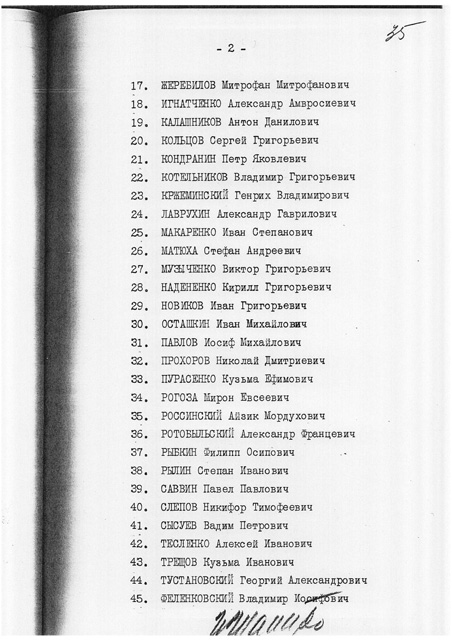 - 2 -
17. ЖЕРЕБИЛОВ Митрофан Митрофанович
18. ИГНАТЧЕНКО Александр Амвросиевич
19. КАЛАШНИКОВ Антон Данилович
20. КОЛЬЦОВ Сергей Григорьевич
21. КОНДРАНИН Петр Яковлевич
22. КОТЕЛЬНИКОВ Владимир Григорьевич
23. КРЖЕМИНСКИЙ Генрих Владимирович
24. ЛАВРУХИН Александр Гаврилович
25. МАКАРЕНКО Иван Степанович
26. МАТЮХА Стефан Андреевич
27. МУЗЫЧЕНКО Виктор Григорьевич
28. НАДЕНЕНКО Кирилл Григорьевич
29. НОВИКОВ Иван Григорьевич
30. ОСТАШКИН Иван Михайлович
31. ПАВЛОВ Иосиф Михайлович
32. ПРОХОРОВ Николай Дмитриевич
33. ПУРАСЕНКО Кузьма Ефимович
34. РОГОЗА Мирон Евсеевич
35. РОССИНСКИЙ Айзик Мордухович
36. РОТОБЫЛЬСКИЙ Александр Францевич
37. РЫБКИН Филипп Осипович
38. РЫЛИН Степан Иванович
39. САВВИН Павел Павлович
40. СЛЕПОВ Никифор Тимофеевич
41. СЫСУЕВ Вадим Петрович
42. ТЕСЛЕНКО Алексей Иванович
43. ТРЕЩОВ Кузьма Иванович
44. ТУСТАНОВСКИЙ Георгий Александрович
45. ФЕЛЕНКОВСКИЙ Владимир Иосифович